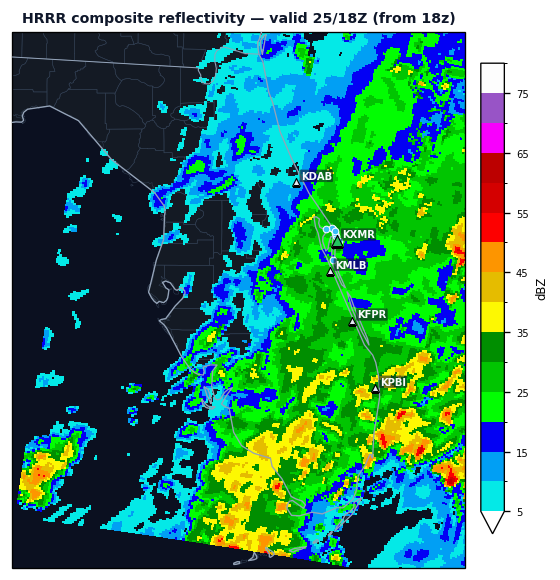 HRRR composite reflectivity — valid 25/18Z (from 18z)
KDAB
KXMR
KMLB
KFPR
KPBI
75
65
55
45
35
25
15
5
dBZ